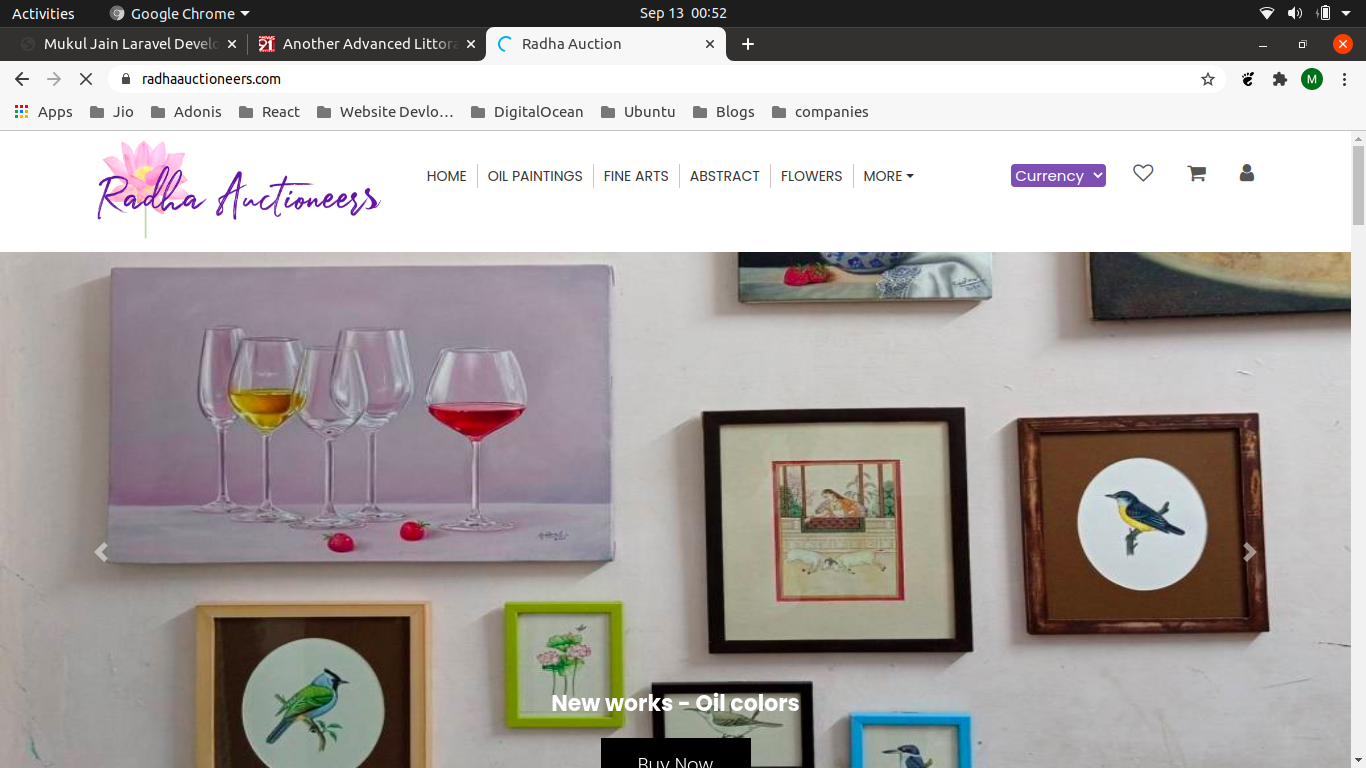 Activities
Google Chrome
Sep 13 00:52
Mukul Jain Laravel Develo
Another Advanced Littora
Radha Auction
radhaauctioneers.com
M
Apps
Jio
Adonis
React
Website Devlo…
DigitalOcean
Ubuntu
Blogs
companies
Radha Auctioneers
HOME
OIL PAINTINGS
FINE ARTS
ABSTRACT
FLOWERS
MORE
Currency
New works - Oil colors
Buy Now